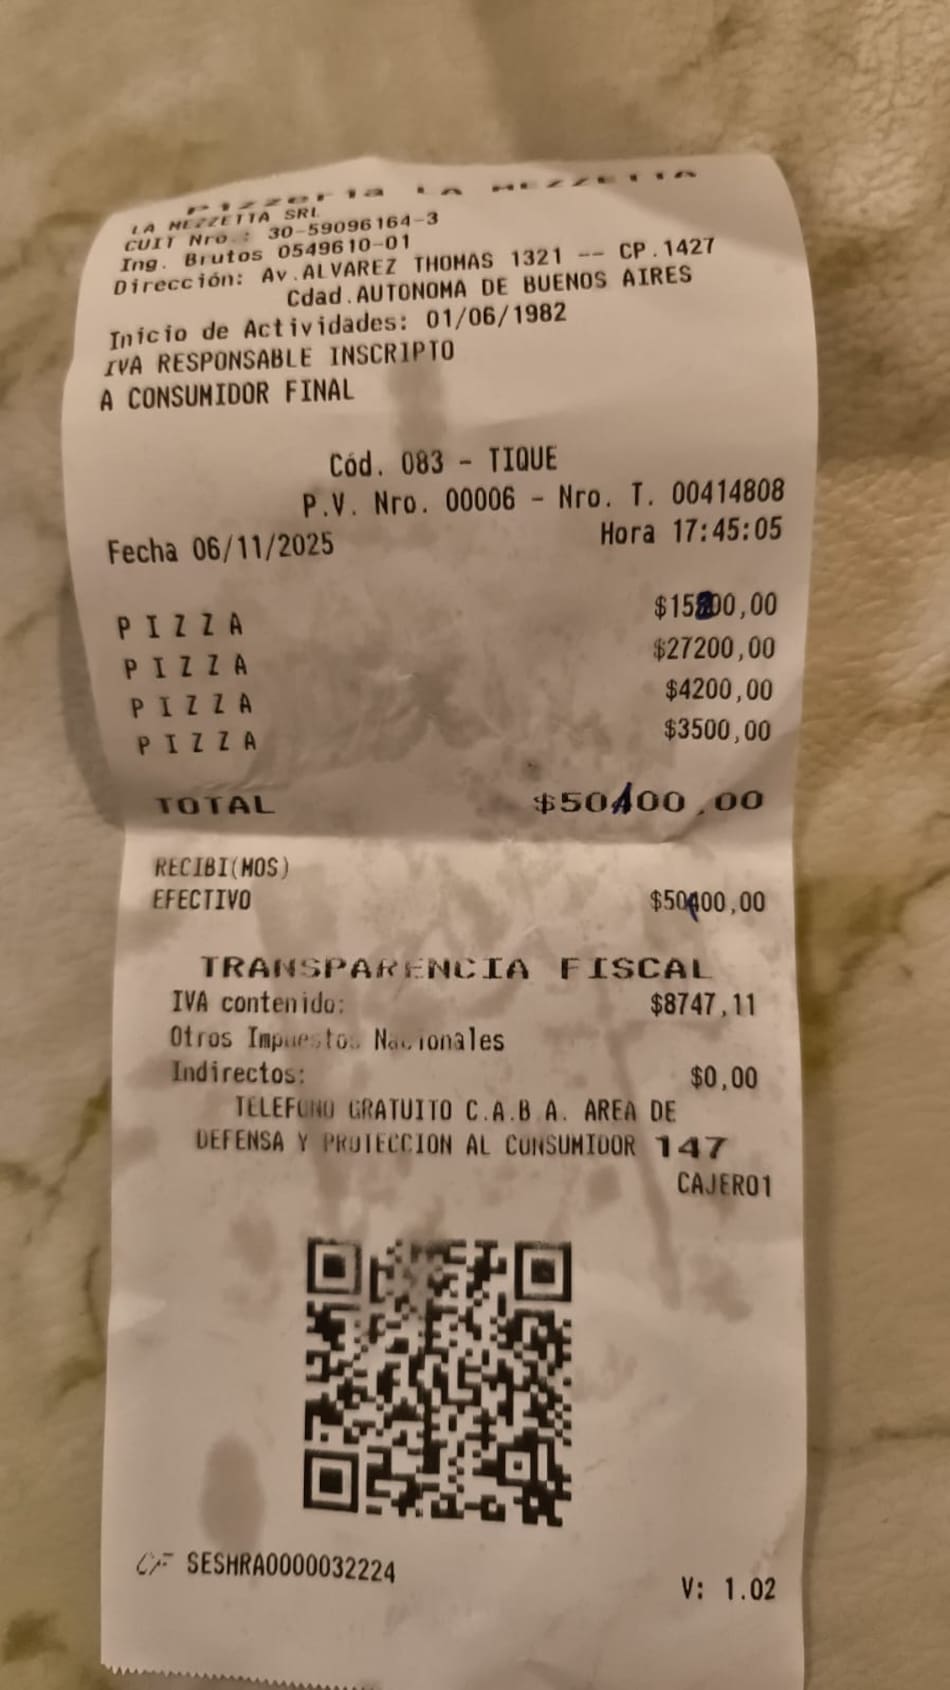 Pizzeria LA MEZZETTA
LA MEZZETTA SRL
CUIT Nro.: 30-59096164-3
Ing. Brutos 0549610-01
Dirección: Av.ALVAREZ THOMAS 1321 -- CP.1427
Cdad.AUTONOMA DE BUENOS AIRES
Inicio de Actividades: 01/06/1982
IVA RESPONSABLE INSCRIPTO
A CONSUMIDOR FINAL
Cód. 083 - TIQUE
P.V. Nro. 00006 - Nro. T. 00414808
Fecha 06/11/2025 Hora 17:45:05
P I Z Z A
P I Z Z A $27200,00
P I Z Z A $4200,00
P I Z Z A $3500,00
TOTAL
RECIBI(MOS)
EFECTIVO
TRANSPARENCIA FISCAL
IVA contenido: $8747,11
Otros Impuestos Nacionales
Indirectos: $0,00
TELEFONO GRATUITO C.A.B.A. AREA DE
DEFENSA Y PROTECCION AL CONSUMIDOR 147
CAJERO1
CF SESHRA0000032224
V: 1.02